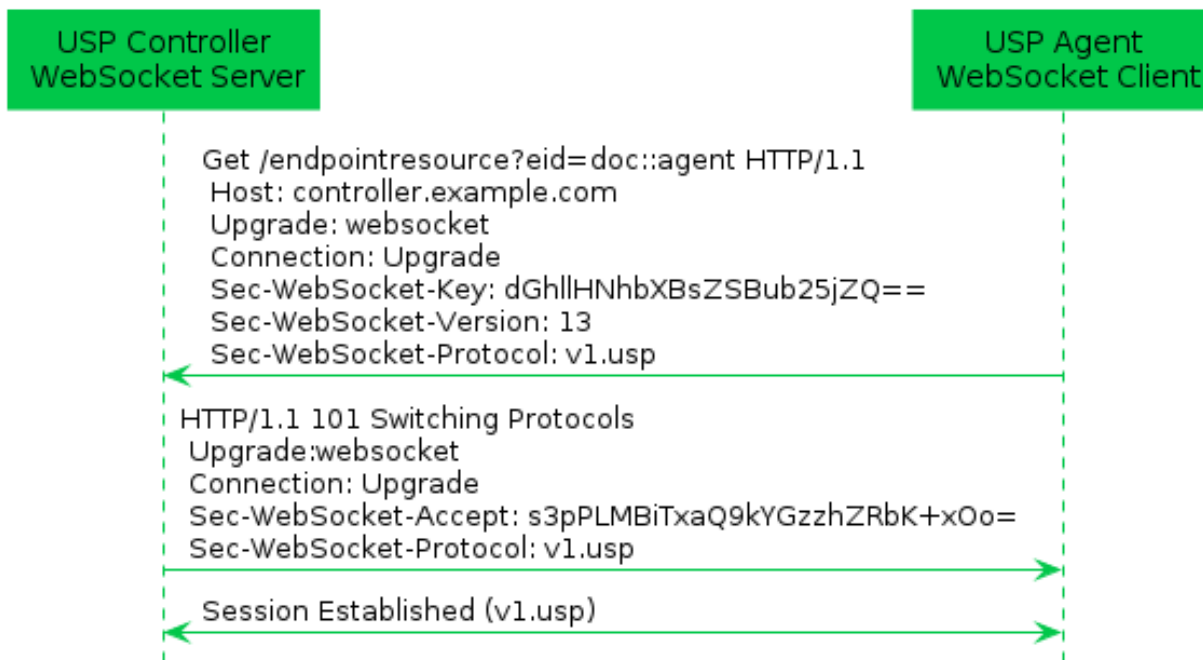 USP Controller
WebSocket Server
USP Agent
WebSocket Client
Get /endpointresource?eid=doc::agent HTTP/1.1
Host: controller.example.com
Upgrade: websocket
Connection: Upgrade
Sec-WebSocket-Key: dGhllHNhbXBsZSBub25jZQ==
Sec-WebSocket-Version: 13
Sec-WebSocket-Protocol: v1.usp
HTTP/1.1 101 Switching Protocols
Upgrade:websocket
Connection: Upgrade
Sec-WebSocket-Accept: s3pPLMBiTxaQ9kYGzzhZRbK+xOo=
Sec-WebSocket-Protocol: v1.usp
Session Established (v1.usp)